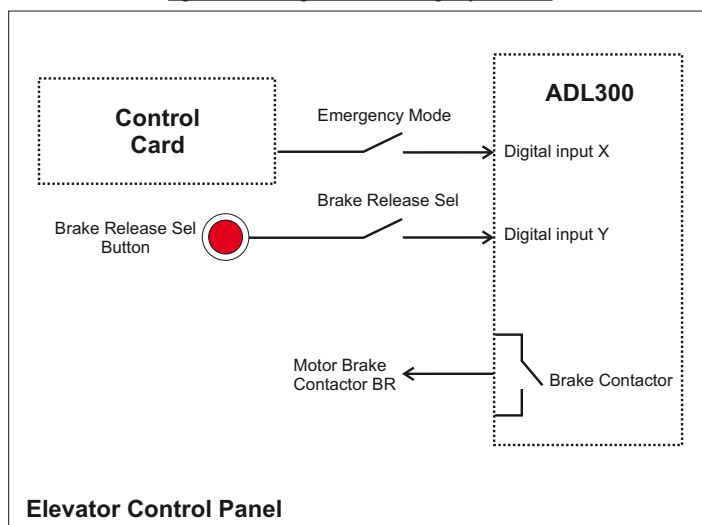 ADL300
Control
Card
Emergency Mode
Digital input X
Brake Release Sel
Brake Release Sel
Button
Digital input Y
Motor Brake
Contactor BR
Brake Contactor
Elevator Control Panel